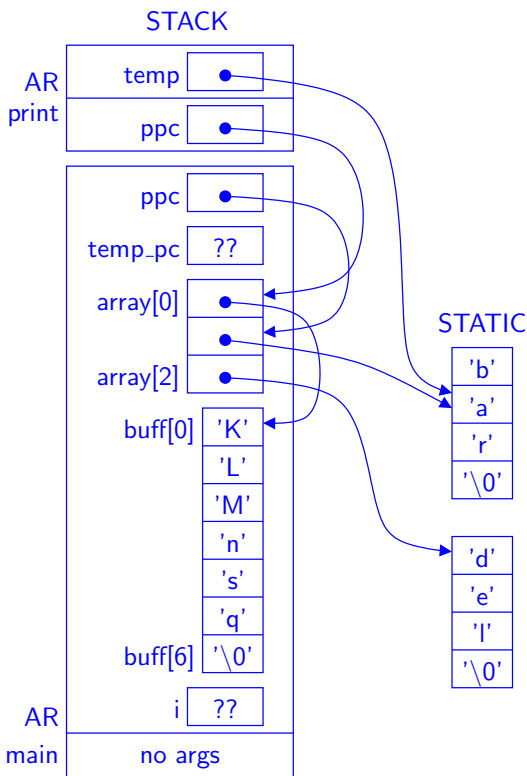 STACK
AR
print
temp
ppc
ppc
temp_pc ??
array[0]
array[2]
buff[0] 'K'
'L'
'M'
'n'
's'
'q'
buff[6] '\0'
i ??
AR
main
no args
STATIC
'b'
'a'
'r'
'\0'
'd'
'e'
'l'
'\0'